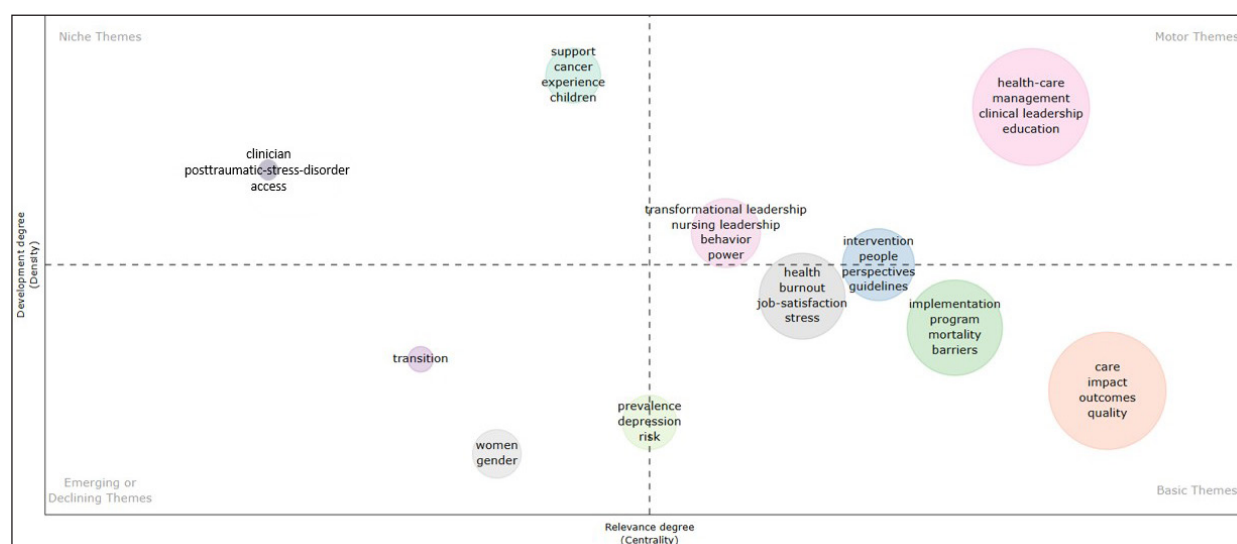 Niche Themes
Motor Themes
support
cancer
experience
children
health-care
management
clinical leadership
education
clinician
posttraumatic-stress-disorder
access
transformational leadership
nursing leadership
behavior
power
intervention
people
perspectives
guidelines
health
burnout
job-satisfaction
stress
implementation
program
mortality
barriers
transition
care
impact
outcomes
quality
prevalence
depression
risk
women
gender
Emerging or
Declining Themes
Basic Themes
Development degree
(Density)
Relevance degree
(Centrality)